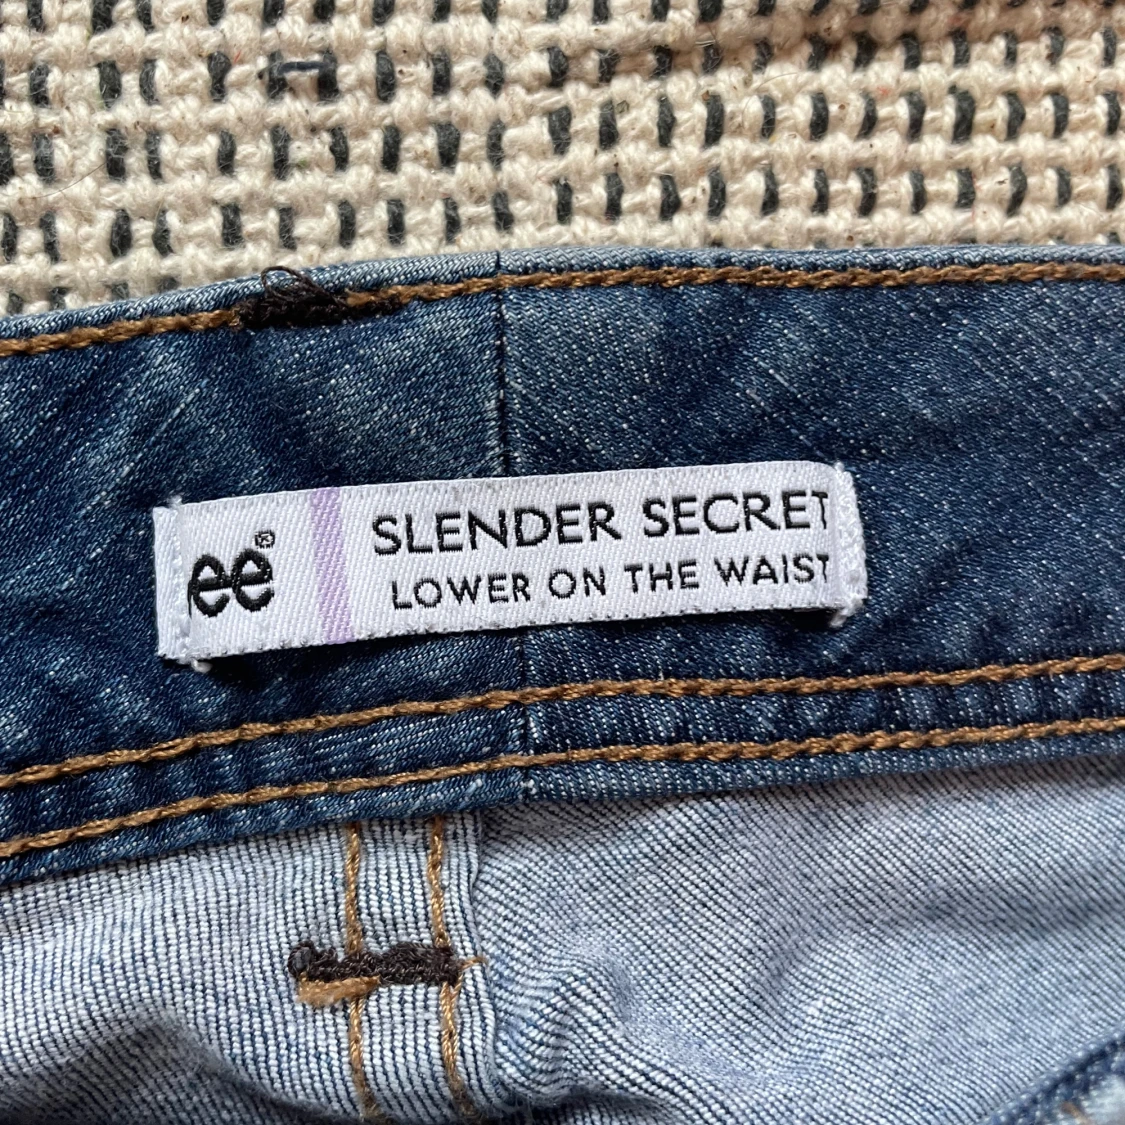 ee®
SLENDER SECRET
LOWER ON THE WAIST